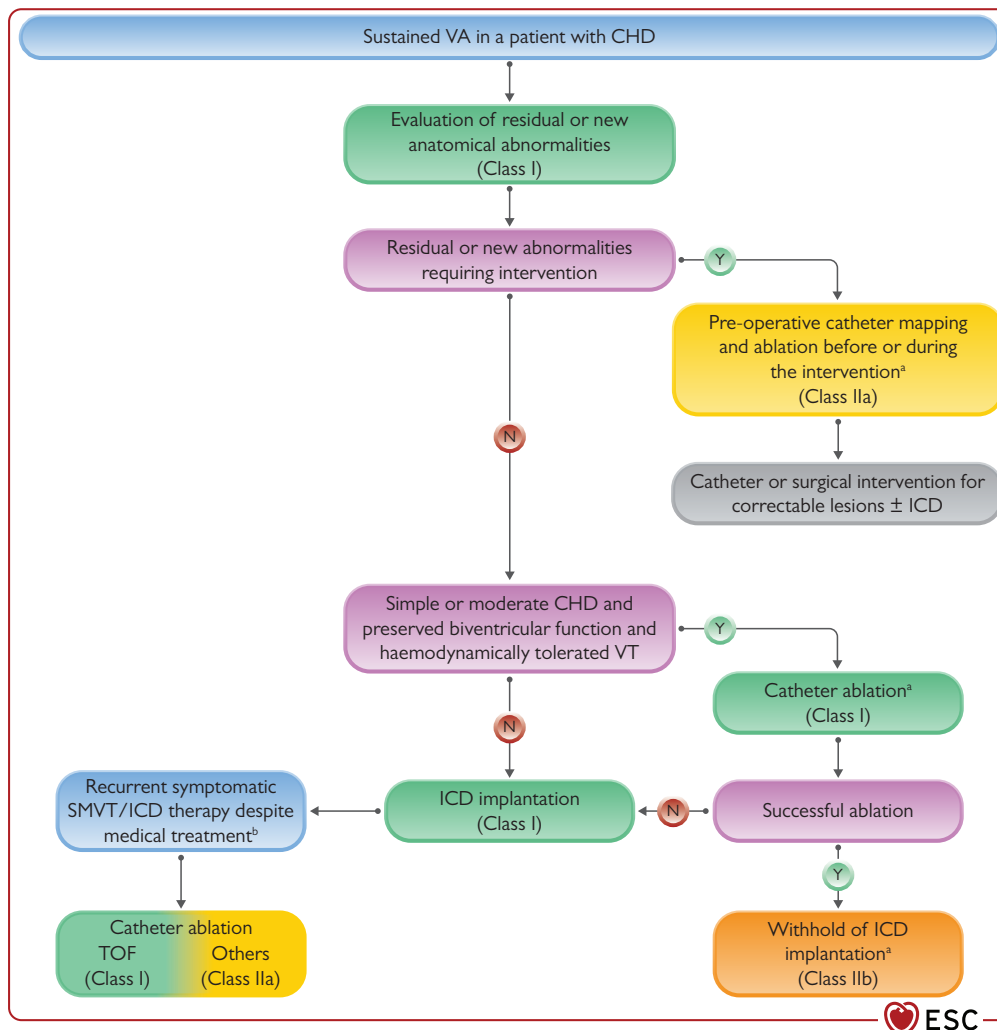 Sustained VA in a patient with CHD
Evaluation of residual or new
anatomical abnormalities
(Class I)
Residual or new abnormalities
requiring intervention
Y
Pre-operative catheter mapping
and ablation before or during
the interventionᵃ
(Class IIa)
N
Catheter or surgical intervention for
correctable lesions ± ICD
Simple or moderate CHD and
preserved biventricular function and
haemodynamically tolerated VT
Y
Catheter ablationᵃ
(Class I)
N
Recurrent symptomatic
SMVT/ICD therapy despite
medical treatmentᵇ
ICD implantation
(Class I)
N
Successful ablation
Y
Catheter ablation
TOF Others
(Class I) (Class IIa)
Withhold of ICD
implantationᵃ
(Class IIb)
ESC